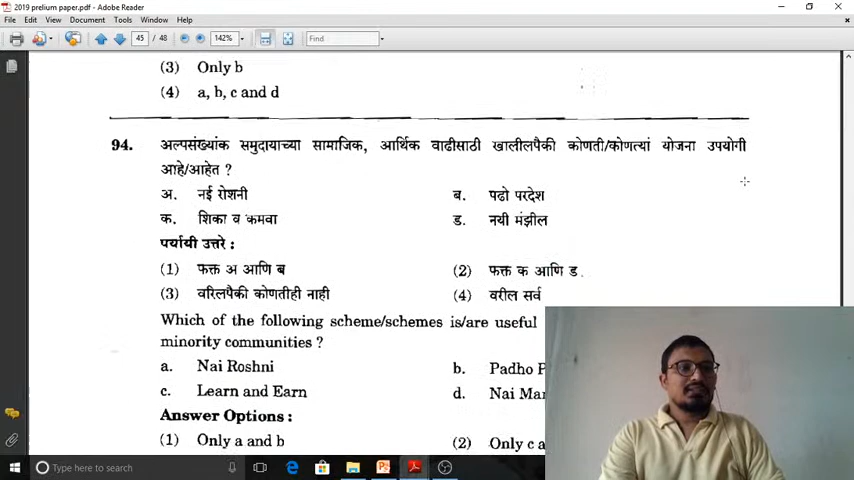 2019 prelium paper.pdf - Adobe Reader
File Edit View Document Tools Window Help
45 / 48 142% Find
(3) Only b
(4) a, b, c and d
94. अल्पसंख्यांक समुदायाच्या सामाजिक, आर्थिक वाढीसाठी खालीलपैकी कोणती/कोणत्यां योजना उपयोगी
आहे/आहेत ?
अ. नई रोशनी ब. पढो परदेश
क. शिका व कमवा ड. नयी मंझील
पर्यायी उत्तरे :
(1) फक्त अ आणि ब (2) फक्त क आणि ड
(3) वरिलपैकी कोणतीही नाही (4) वरील सर्व
Which of the following scheme/schemes is/are useful
minority communities ?
a. Nai Roshni b. Padho P
c. Learn and Earn d. Nai Man
Answer Options :
(1) Only a and b (2) Only c a
Type here to search